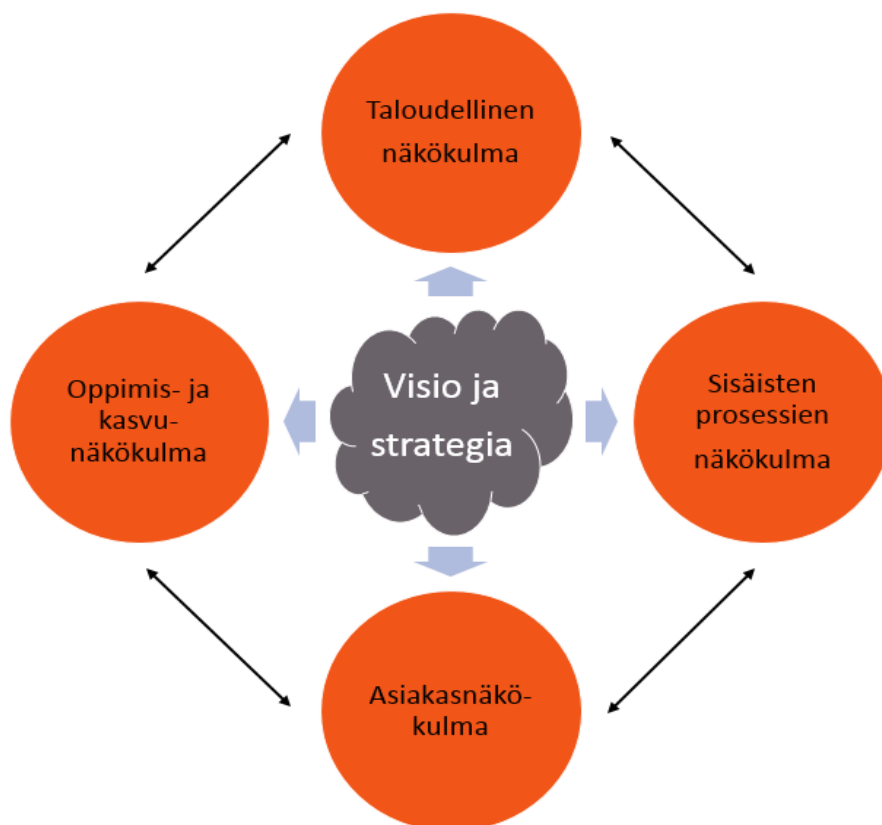 Taloudellinen
näkökulma
Oppimis- ja
kasvu-
näkökulma
Visio ja
strategia
Sisäisten
prosessien
näkökulma
Asiakasnäkö-
kulma